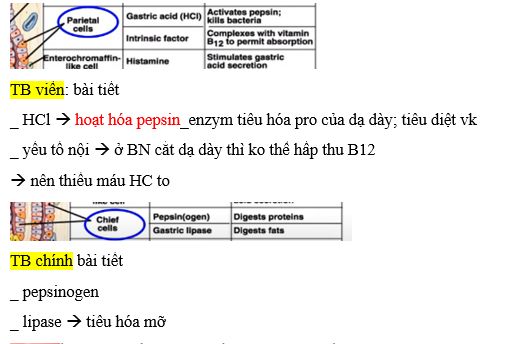 Parietal cells
Gastric acid (HCl)
Activates pepsin;
kills bacteria
Intrinsic factor
Complexes with vitamin
B12 to permit absorption
Enterochromaffin-
like cell
Histamine
Stimulates gastric
acid secretion
TB viền: bài tiết
_ HCl → hoạt hóa pepsin_enzym tiêu hóa pro của dạ dày; tiêu diệt vk
_ yếu tố nội → ở BN cắt dạ dày thì ko thể hấp thu B12
→ nên thiếu máu HC to
Chief
cells
Pepsin(ogen)
Digests proteins
Gastric lipase
Digests fats
TB chính bài tiết
_ pepsinogen
_ lipase → tiêu hóa mỡ